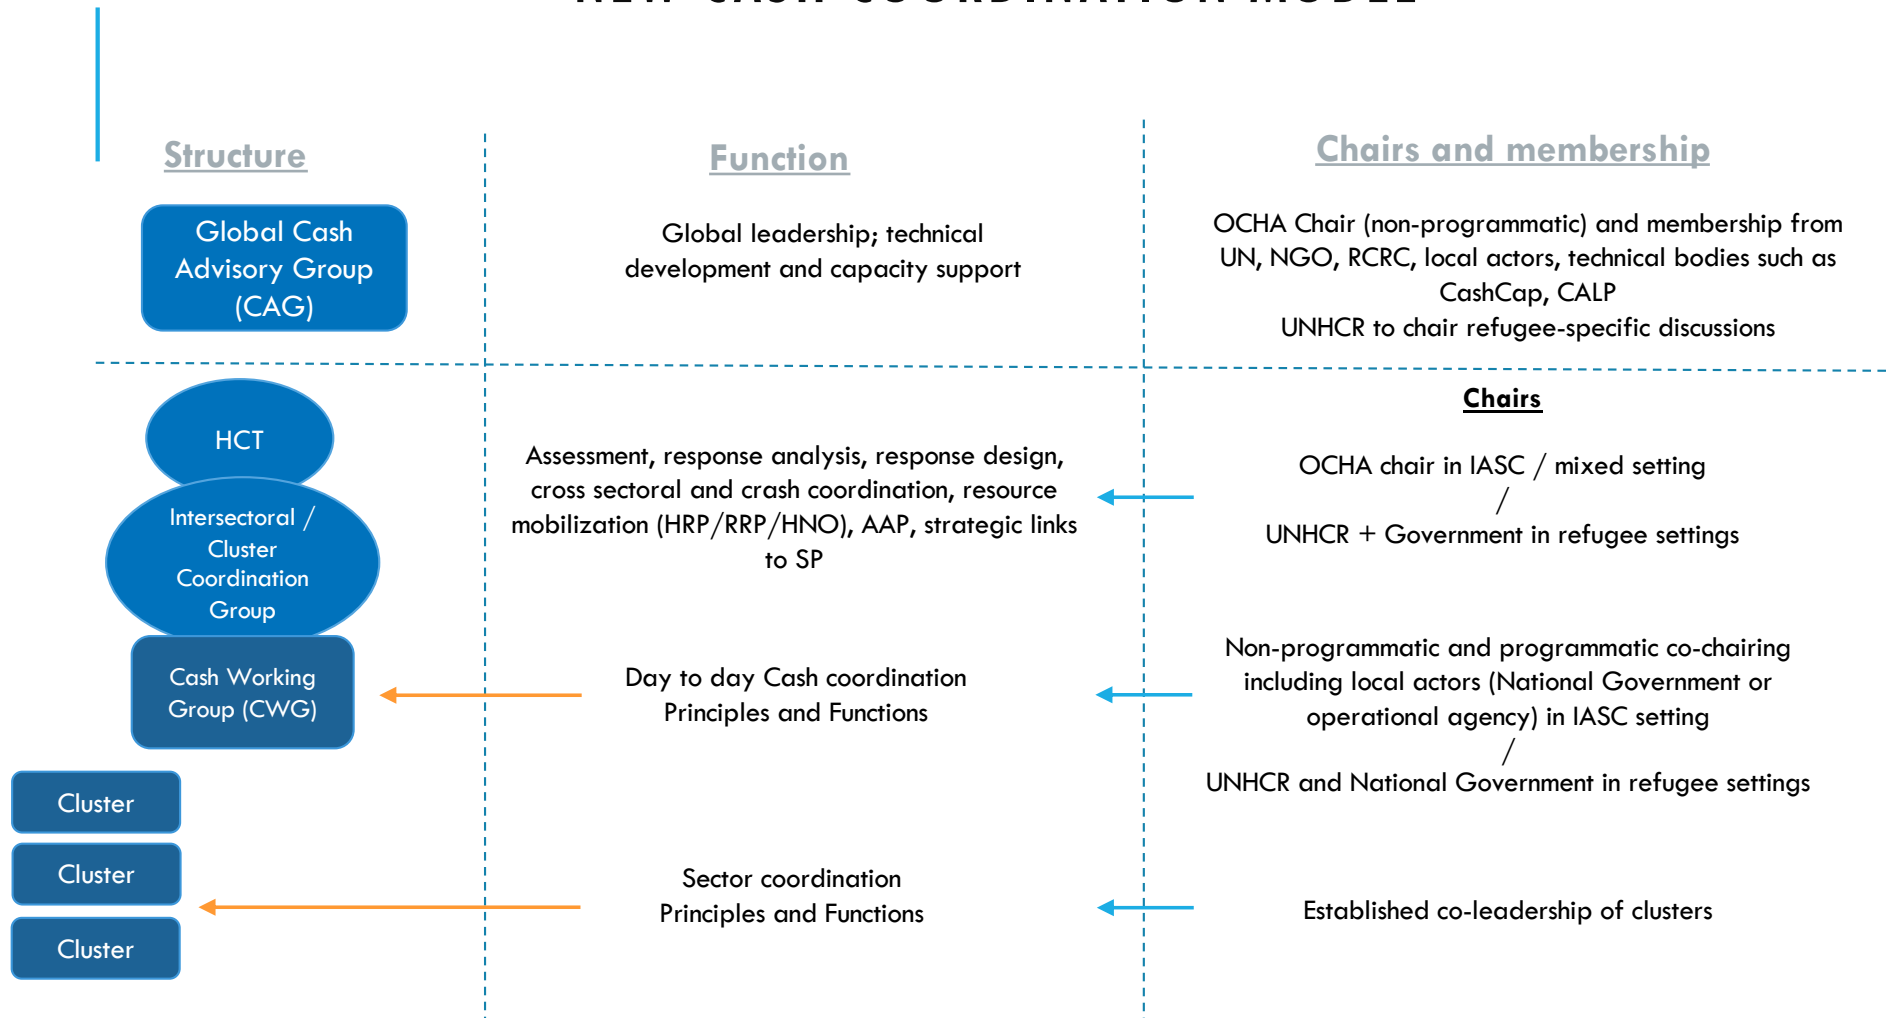 NEW CASH COORDINATION MODEL
Structure
Function
Chairs and membership
Global Cash
Advisory Group
(CAG)
Global leadership; technical
development and capacity support
OCHA Chair (non-programmatic) and membership from
UN, NGO, RCRC, local actors, technical bodies such as
CashCap, CALP
UNHCR to chair refugee-specific discussions
Chairs
HCT
Intersectoral /
Cluster
Coordination
Group
Assessment, response analysis, response design,
cross sectoral and crash coordination, resource
mobilization (HRP/RRP/HNO), AAP, strategic links
to SP
OCHA chair in IASC / mixed setting
/
UNHCR + Government in refugee settings
Cash Working
Group (CWG)
Day to day Cash coordination
Principles and Functions
Non-programmatic and programmatic co-chairing
including local actors (National Government or
operational agency) in IASC setting
/
UNHCR and National Government in refugee settings
Cluster
Cluster
Cluster
Sector coordination
Principles and Functions
Established co-leadership of clusters